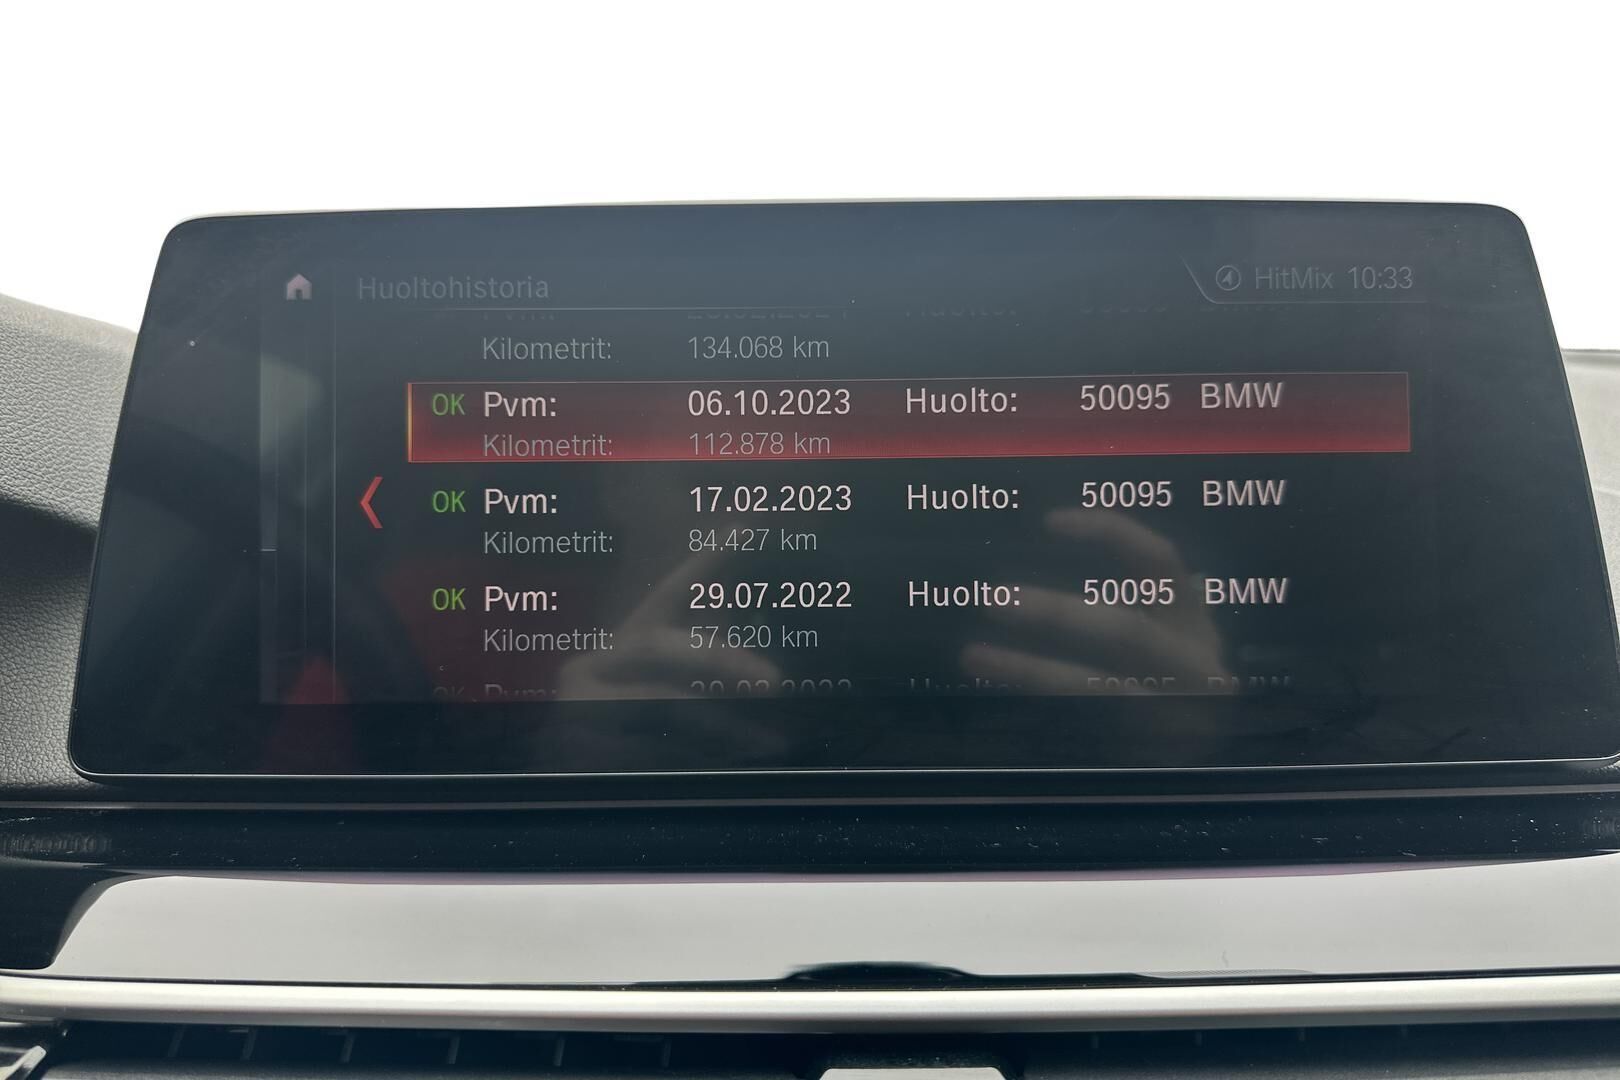 Huoltohistoria
HitMix 10:33
Kilometrit: 134.068 km
OK Pvm: 06.10.2023 Huolto: 50095 BMW
Kilometrit: 112.878 km
OK Pvm: 17.02.2023 Huolto: 50095 BMW
Kilometrit: 84.427 km
OK Pvm: 29.07.2022 Huolto: 50095 BMW
Kilometrit: 57.620 km